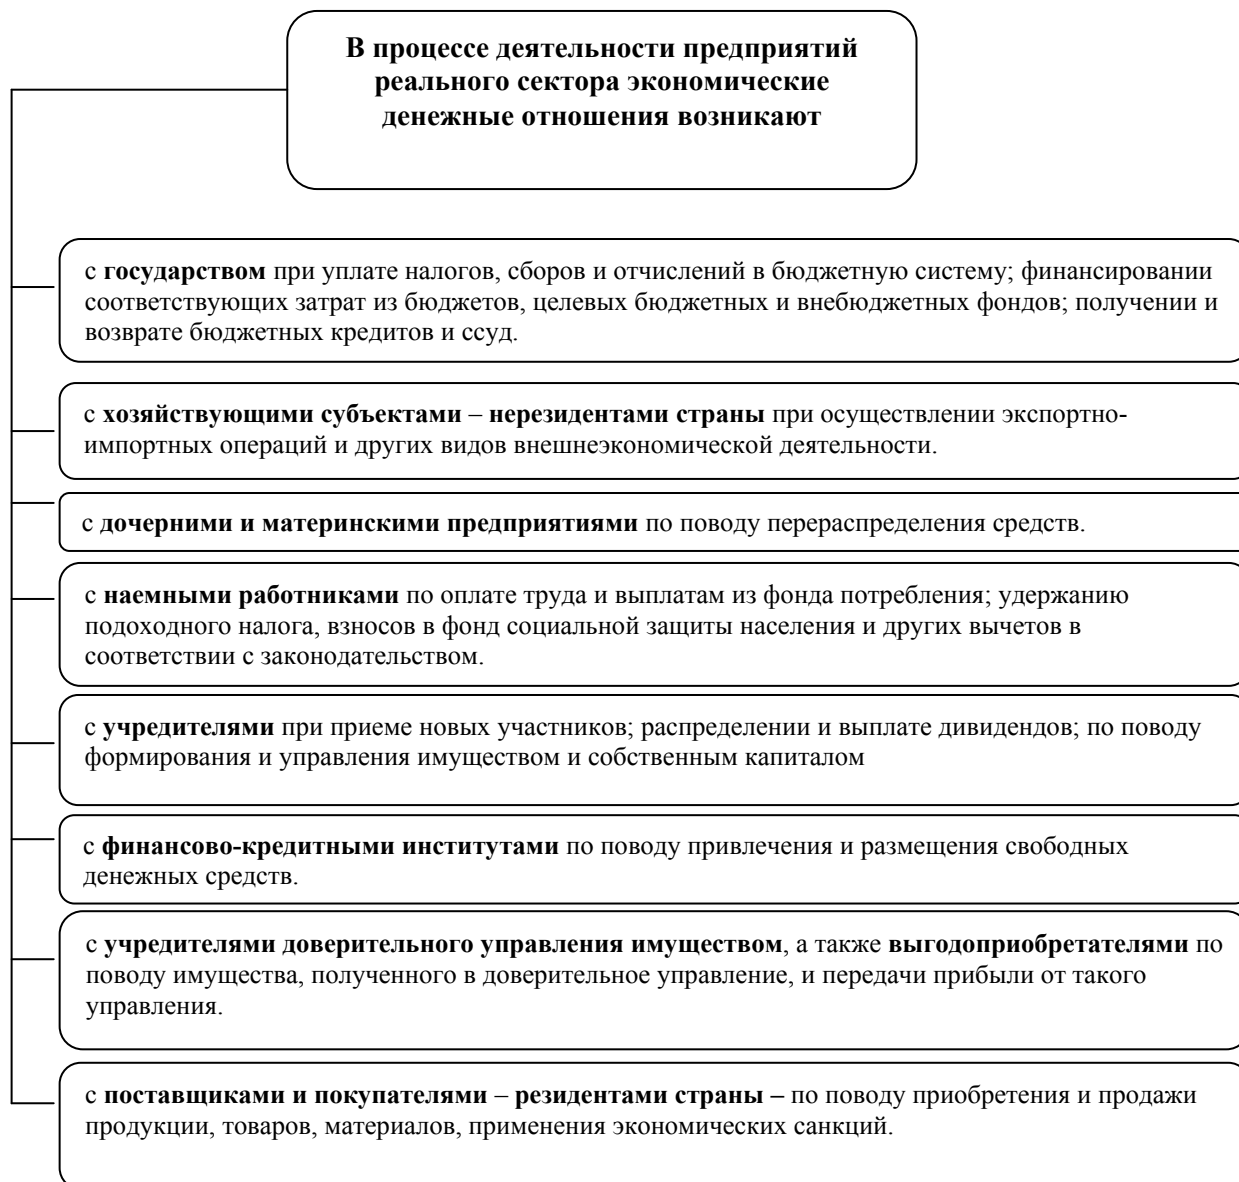 В процессе деятельности предприятий
реального сектора экономические
денежные отношения возникают
с государством при уплате налогов, сборов и отчислений в бюджетную систему; финансировании
соответствующих затрат из бюджетов, целевых бюджетных и внебюджетных фондов; получении и
возврате бюджетных кредитов и ссуд.
с хозяйствующими субъектами – нерезидентами страны при осуществлении экспортно-
импортных операций и других видов внешнеэкономической деятельности.
с дочерними и материнскими предприятиями по поводу перераспределения средств.
с наемными работниками по оплате труда и выплатам из фонда потребления; удержанию
подоходного налога, взносов в фонд социальной защиты населения и других вычетов в
соответствии с законодательством.
с учредителями при приеме новых участников; распределении и выплате дивидендов; по поводу
формирования и управления имуществом и собственным капиталом
с финансово-кредитными институтами по поводу привлечения и размещения свободных
денежных средств.
с учредителями доверительного управления имуществом, а также выгодоприобретателями по
поводу имущества, полученного в доверительное управление, и передачи прибыли от такого
управления.
с поставщиками и покупателями – резидентами страны – по поводу приобретения и продажи
продукции, товаров, материалов, применения экономических санкций.